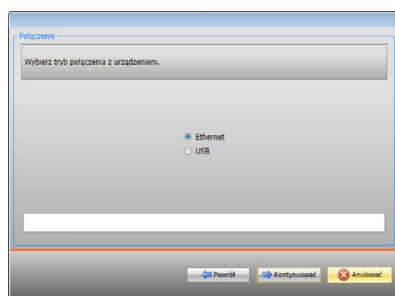 Połączenie
Wybierz tryb połączenia z urządzeniem.
Ethernet
USB
Powrót
Kontynuować
Anulować